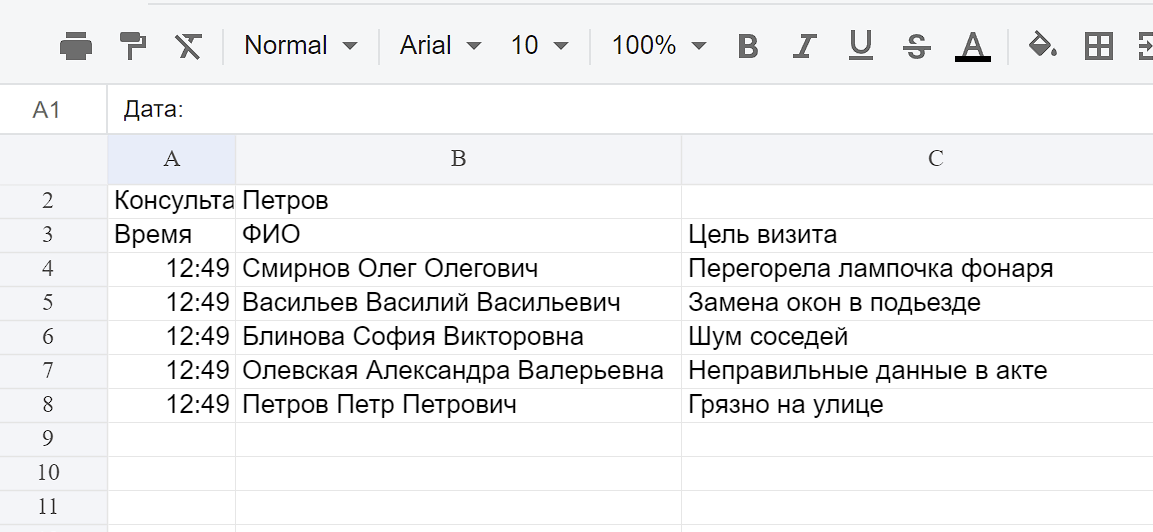 Normal Arial 10 100% B I U S A
A1 Дата:
A B C
2 Консульта Петров
3 Время ФИО Цель визита
4 12:49 Смирнов Олег Олегович Перегорела лампочка фонаря
5 12:49 Васильев Василий Васильевич Замена окон в подьезде
6 12:49 Блинова София Викторовна Шум соседей
7 12:49 Олевская Александра Валерьевна Неправильные данные в акте
8 12:49 Петров Петр Петрович Грязно на улице
9
10
11